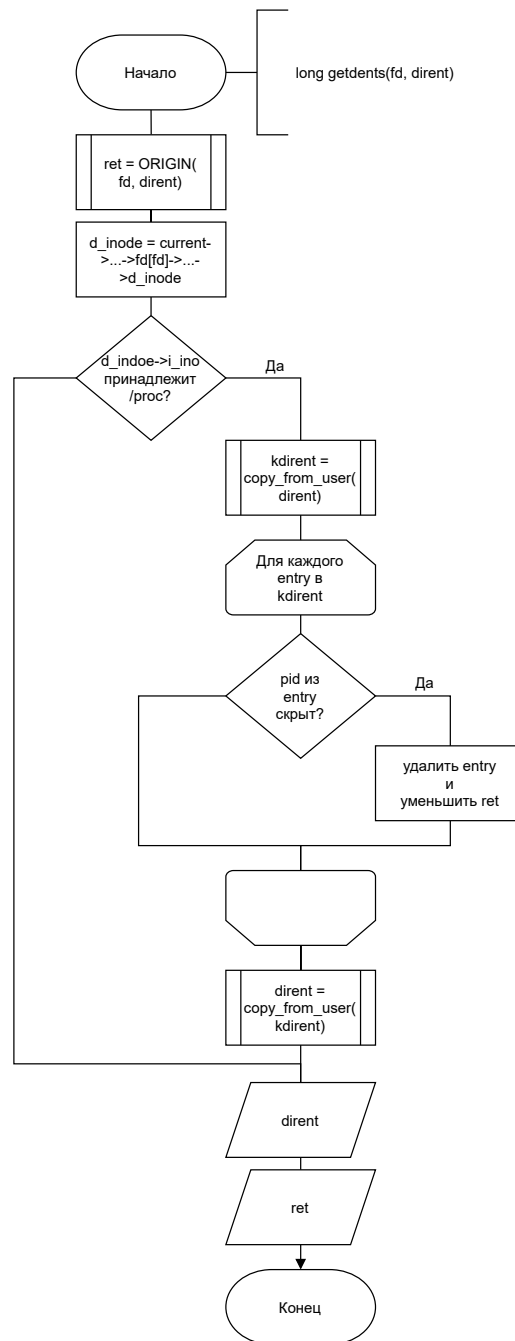 Начало
long getdents(fd, dirent)
ret = ORIGIN(
fd, dirent)
d_inode = current-
>...->fd[fd]->...-
>d_inode
d_indoe->i_ino
принадлежит
/proc?
Да
kdirent =
copy_from_user(
dirent)
Для каждого
entry в
kdirent
pid из
entry
скрыт?
Да
удалить entry
и
уменьшить ret
dirent =
copy_from_user(
kdirent)
dirent
ret
Конец